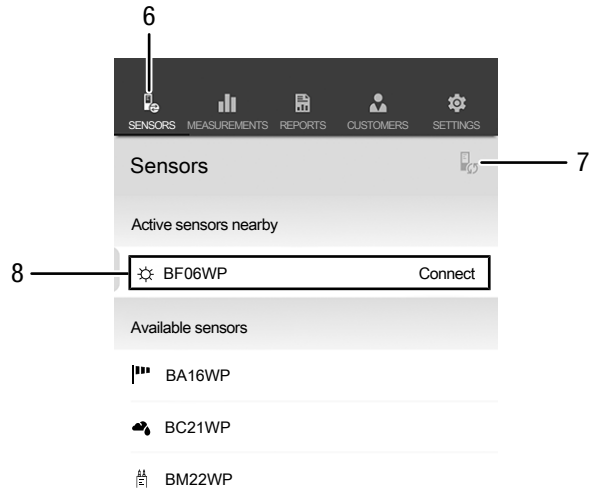 6
SENSORS MEASUREMENTS REPORTS CUSTOMERS SETTINGS
Sensors
7
Active sensors nearby
8
BF06WP Connect
Available sensors
BA16WP
BC21WP
BM22WP